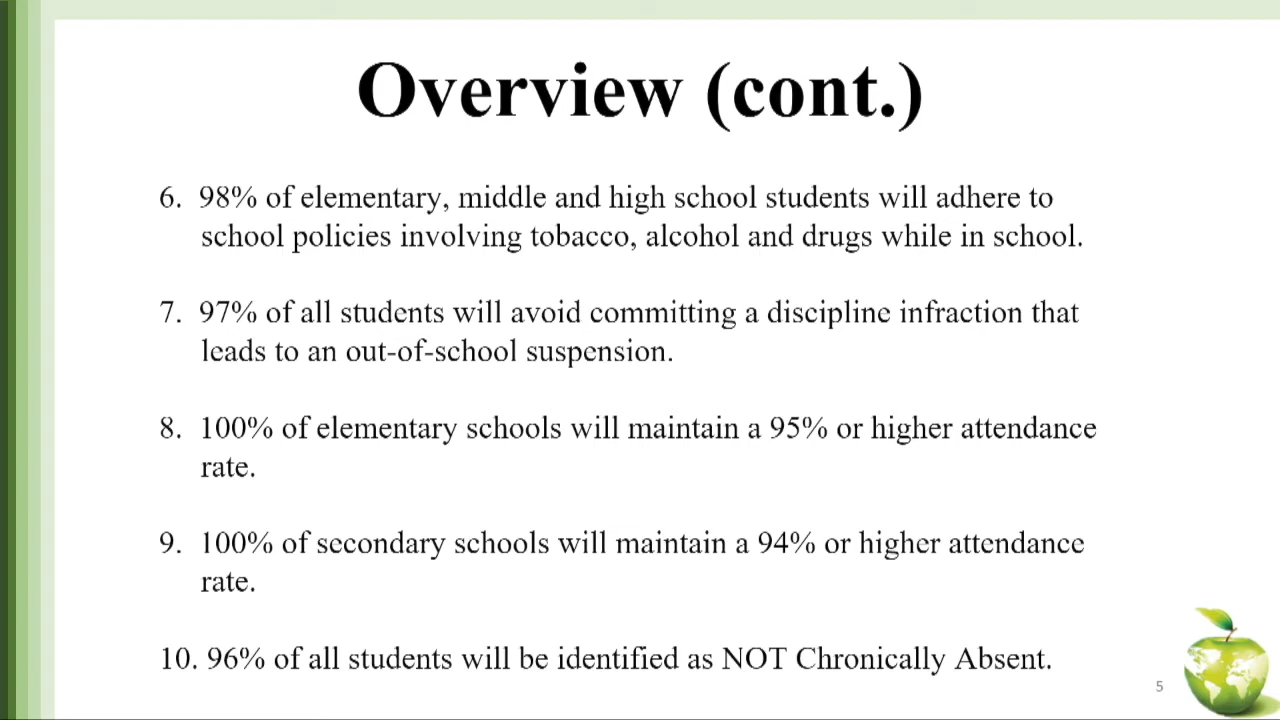 Overview (cont.)
6. 98% of elementary, middle and high school students will adhere to
school policies involving tobacco, alcohol and drugs while in school.
7. 97% of all students will avoid committing a discipline infraction that
leads to an out-of-school suspension.
8. 100% of elementary schools will maintain a 95% or higher attendance
rate.
9. 100% of secondary schools will maintain a 94% or higher attendance
rate.
10. 96% of all students will be identified as NOT Chronically Absent.
5